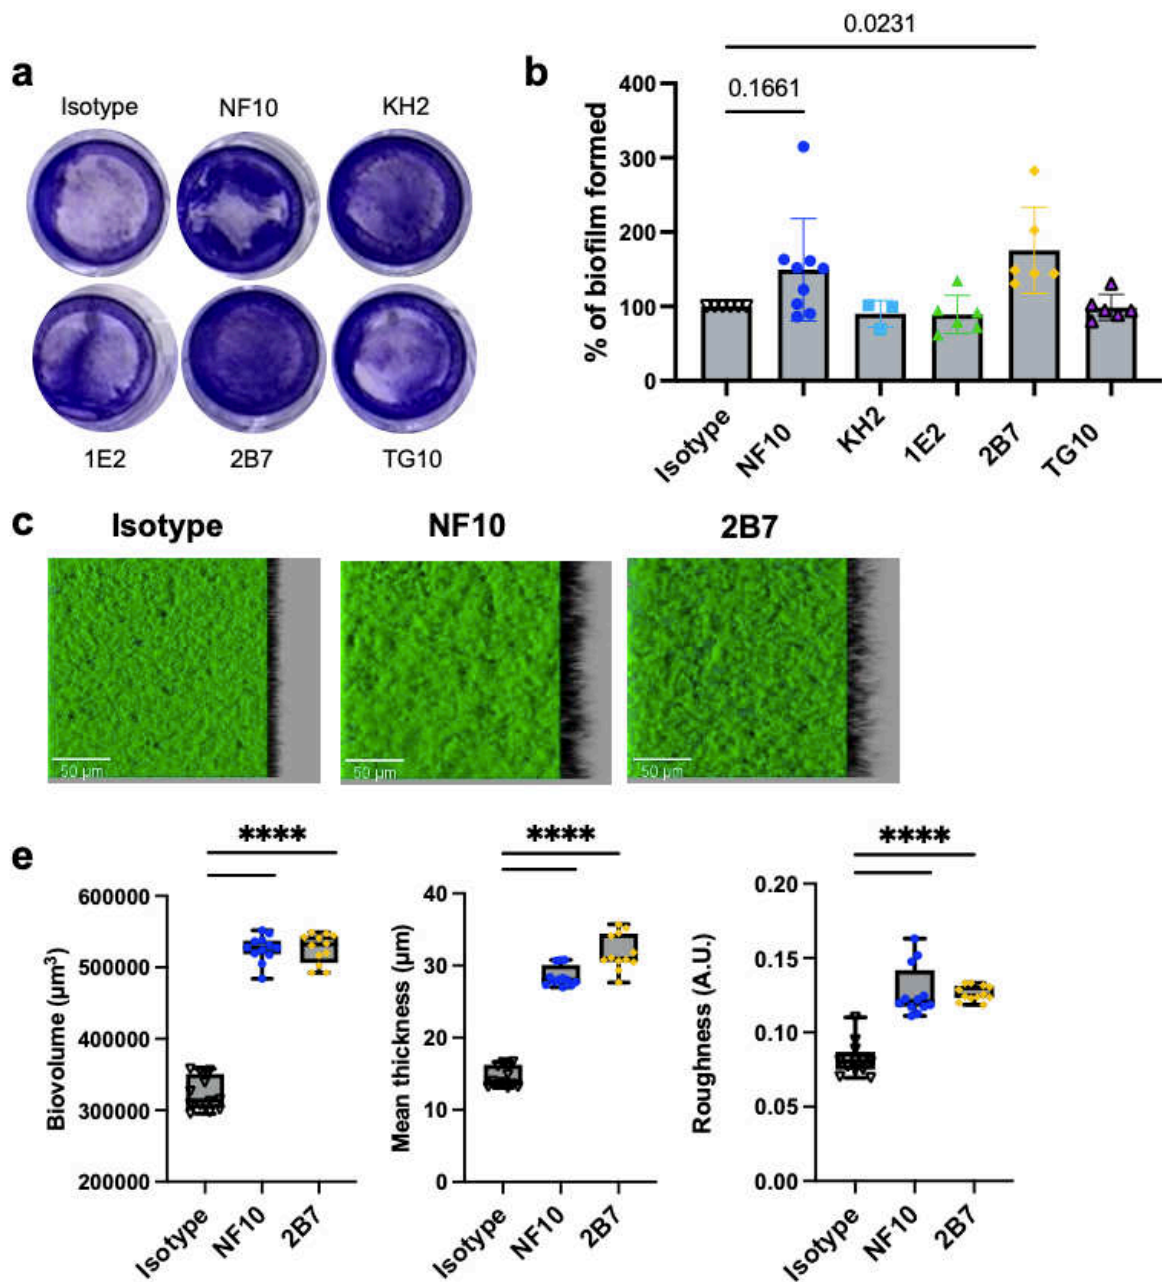 a
Isotype NF10 KH2
1E2 2B7 TG10
b
0.0231
0.1661
% of biofilm formed
400
300
200
100
0
Isotype NF10 KH2 1E2 2B7 TG10
c
Isotype NF10 2B7
50 µm 50 µm 50 µm
e
****
Biovolume (µm³)
600000
500000
400000
300000
200000
Isotype NF10 2B7
****
Mean thickness (µm)
40
30
20
10
0
Isotype NF10 2B7
****
Roughness (A.U.)
0.20
0.15
0.10
0.05
0.00
Isotype NF10 2B7